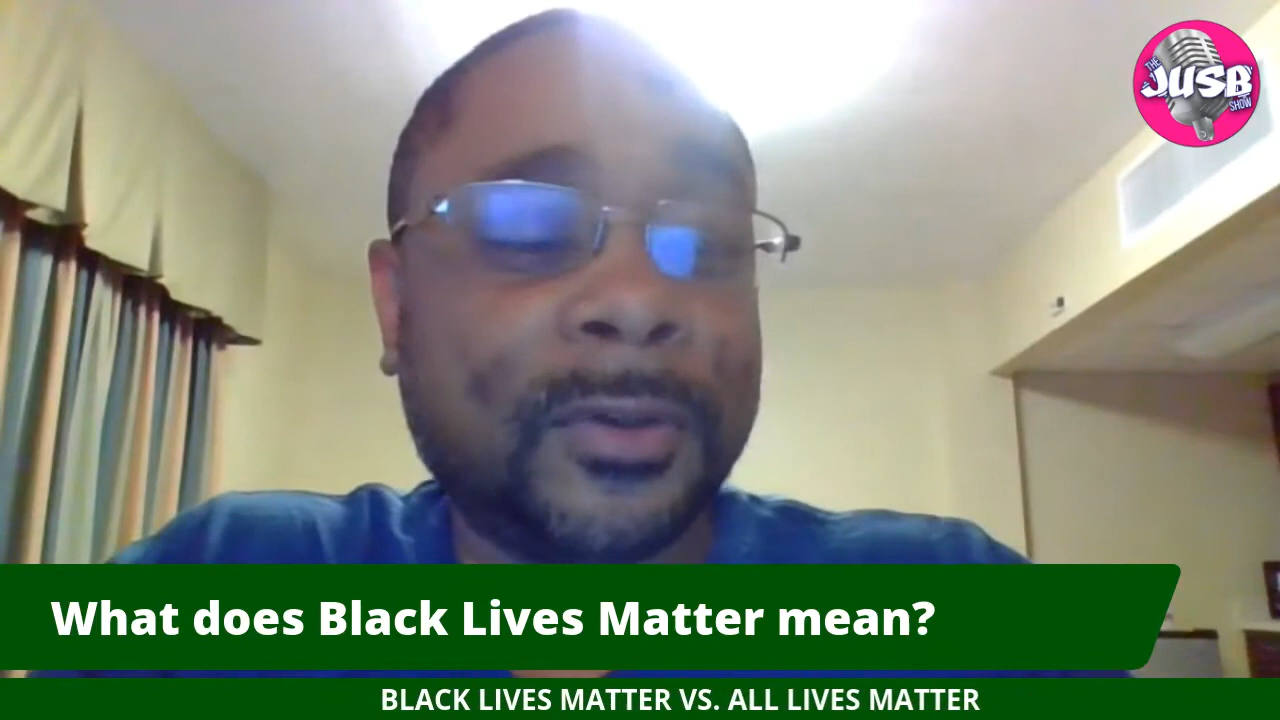 THE
JUSB
SHOW
What does Black Lives Matter mean?
BLACK LIVES MATTER VS. ALL LIVES MATTER